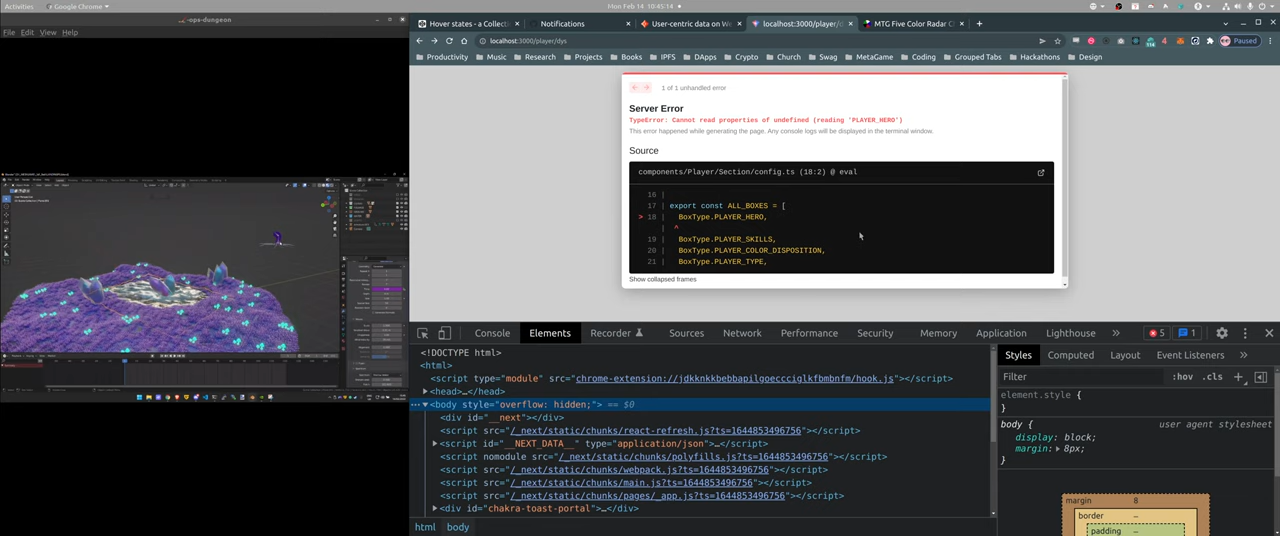 Activities
Google Chrome
Mon Feb 14 10:45:14
-ops-dungeon
File Edit View Help
Hover states - a Collecti
Notifications
User-centric data on We
localhost:3000/player/d
MTG Five Color Radar Ch
localhost:3000/player/dys
Paused
Productivity Music Research Projects Books IPFS DApps Crypto Church Swag MetaGame Coding Grouped Tabs Hackathons Design
1 of 1 unhandled error
Server Error
TypeError: Cannot read properties of undefined (reading 'PLAYER_HERO')
This error happened while generating the page. Any console logs will be displayed in the terminal window.
Source
components/Player/Section/config.ts (18:2) @ eval
16 |
17 | export const ALL_BOXES = [
> 18 | BoxType.PLAYER_HERO,
| ^
19 | BoxType.PLAYER_SKILLS,
20 | BoxType.PLAYER_COLOR_DISPOSITION,
21 | BoxType.PLAYER_TYPE,
Show collapsed frames
Console Elements Recorder Sources Network Performance Security Memory Application Lighthouse » 5 1
<!DOCTYPE html>
<html>
<script type="module" src="chrome-extension://jdkknkkbebbapilgoeccciglkfbmbnfm/hook.js"></script>
<head>…</head>
<body style="overflow: hidden;"> == $0
<div id="__next"></div>
<script src="/_next/static/chunks/react-refresh.js?ts=1644853496756"></script>
<script id="__NEXT_DATA__" type="application/json">…</script>
<script nomodule src="/_next/static/chunks/polyfills.js?ts=1644853496756"></script>
<script src="/_next/static/chunks/webpack.js?ts=1644853496756"></script>
<script src="/_next/static/chunks/main.js?ts=1644853496756"></script>
<script src="/_next/static/chunks/pages/_app.js?ts=1644853496756"></script>
<div id="chakra-toast-portal">…</div>
html body
Styles Computed Layout Event Listeners »
Filter
:hov .cls
element.style {
}
body {
user agent stylesheet
display: block;
margin: 8px;
}
margin 8
border –
padding –